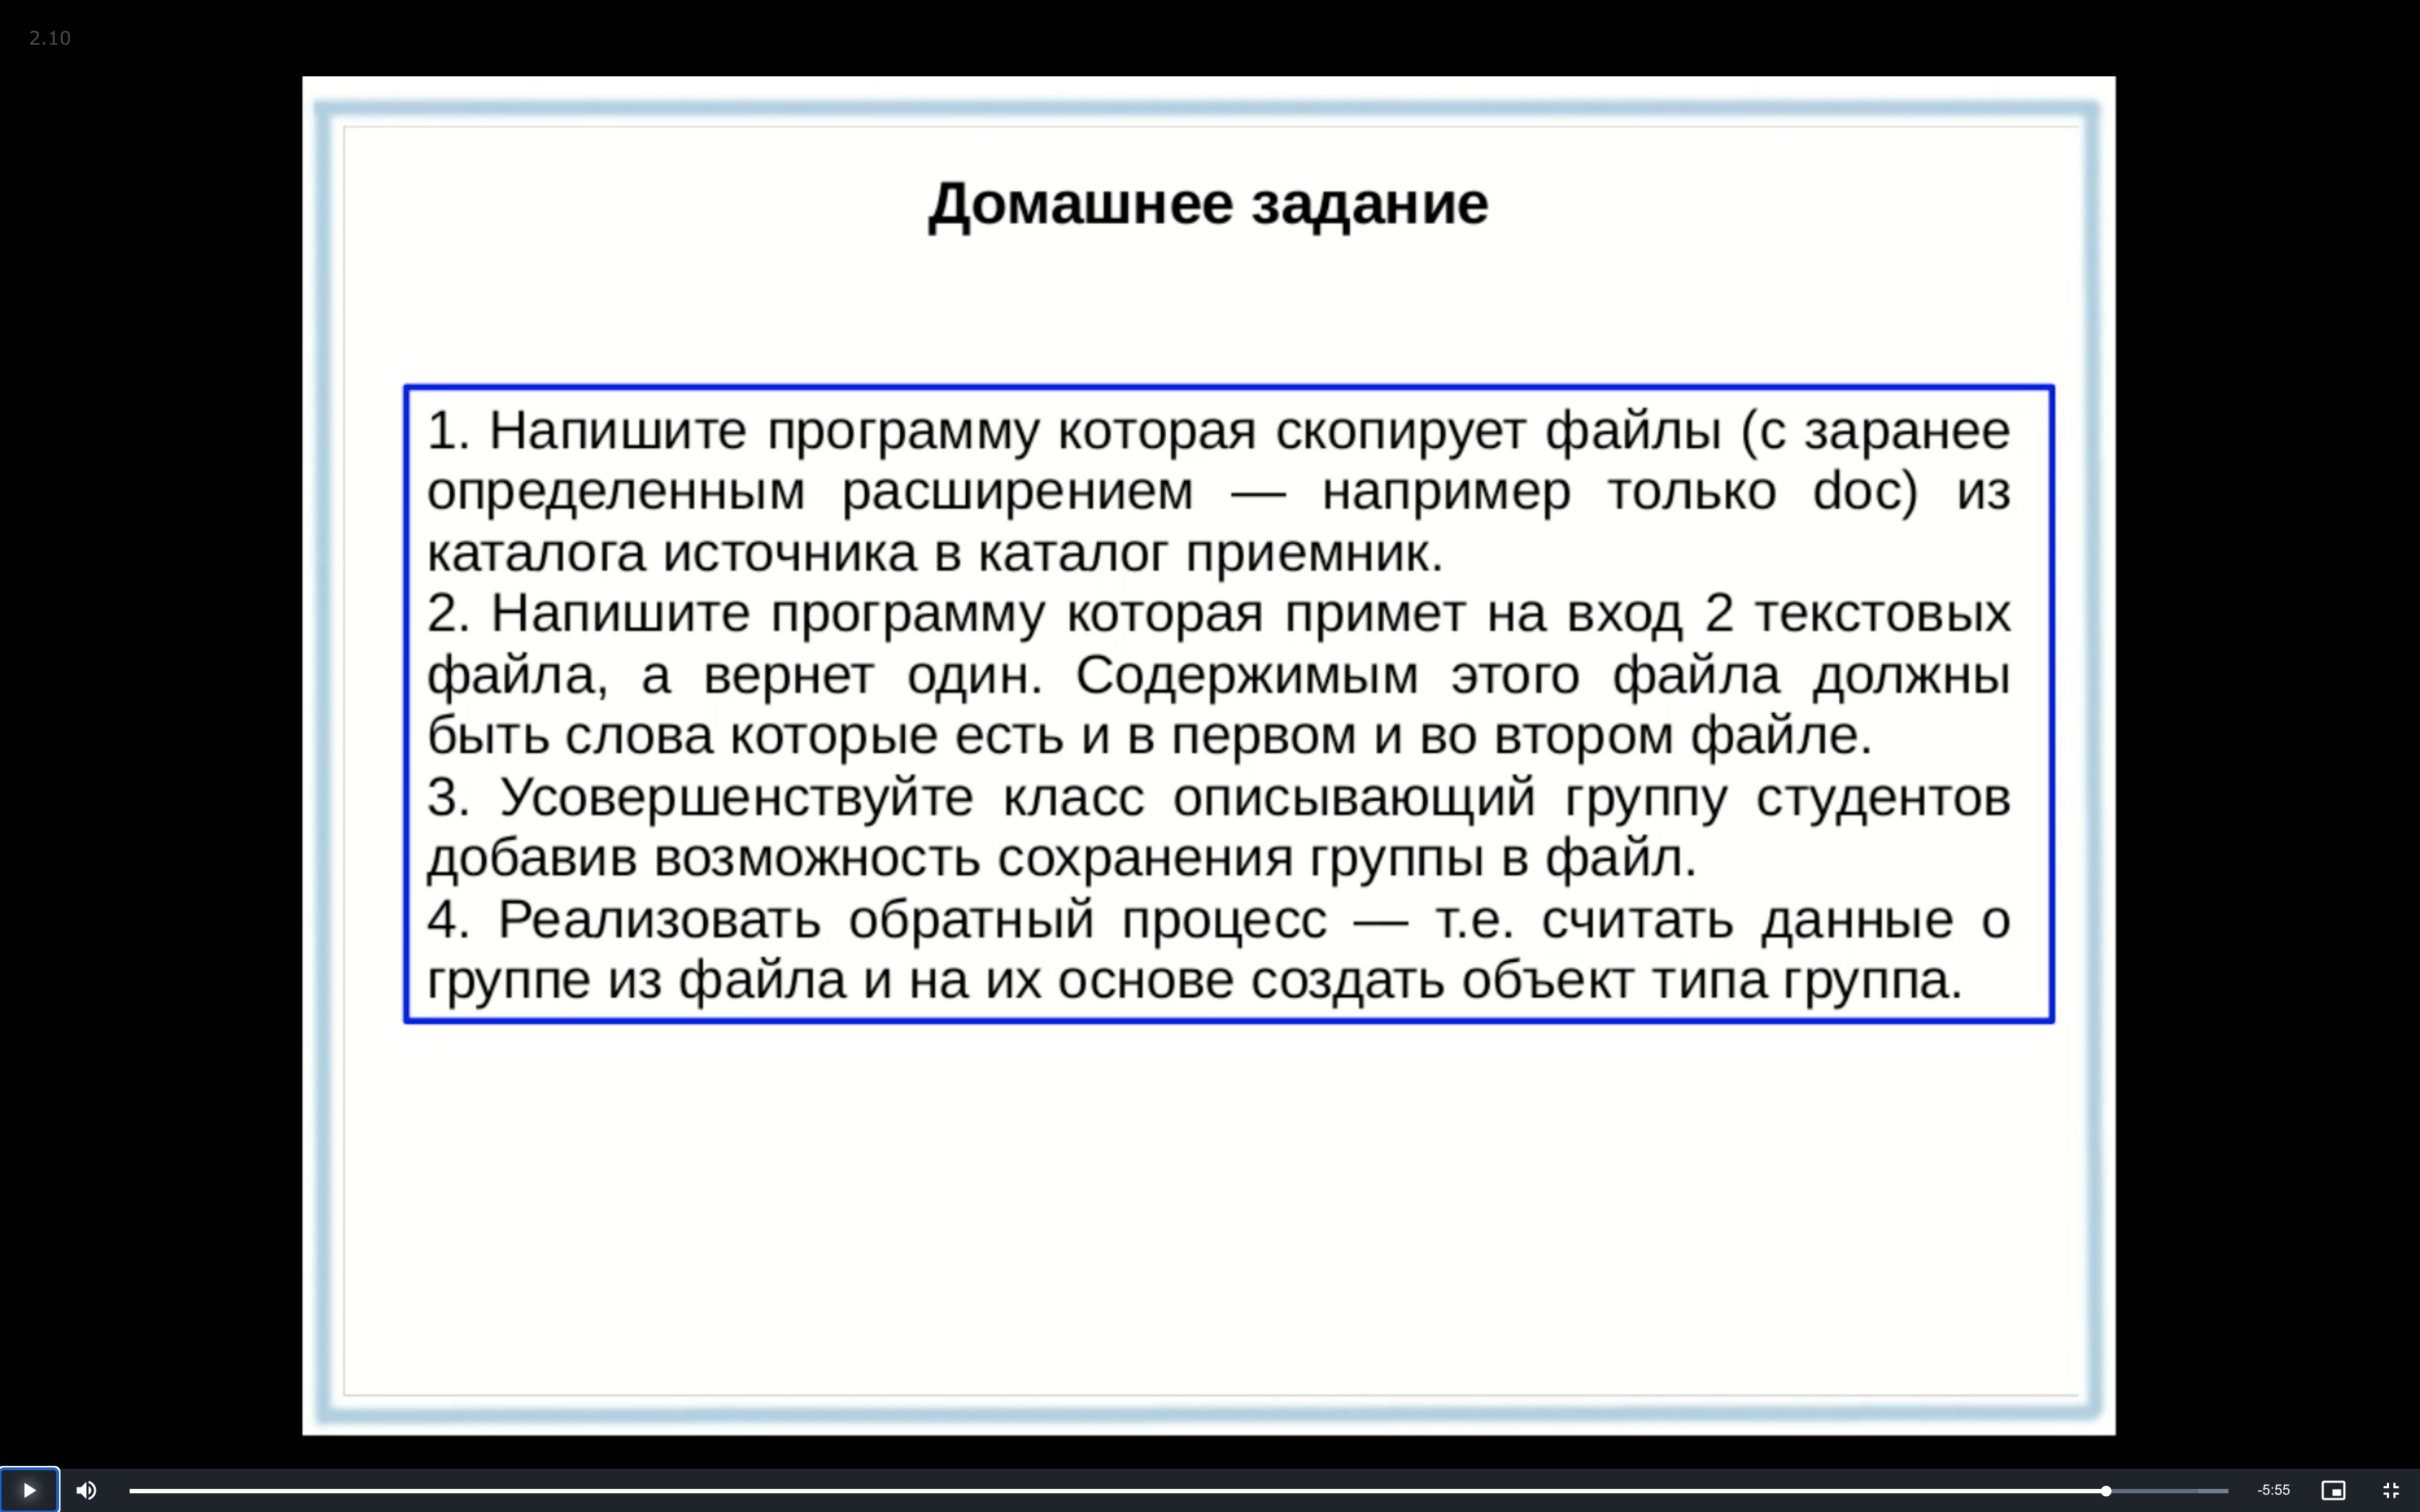 2.10
Домашнее задание
1. Напишите программу которая скопирует файлы (с заранее
определенным расширением — например только doc) из
каталога источника в каталог приемник.
2. Напишите программу которая примет на вход 2 текстовых
файла, а вернет один. Содержимым этого файла должны
быть слова которые есть и в первом и во втором файле.
3. Усовершенствуйте класс описывающий группу студентов
добавив возможность сохранения группы в файл.
4. Реализовать обратный процесс — т.е. считать данные о
группе из файла и на их основе создать объект типа группа.
-5:55